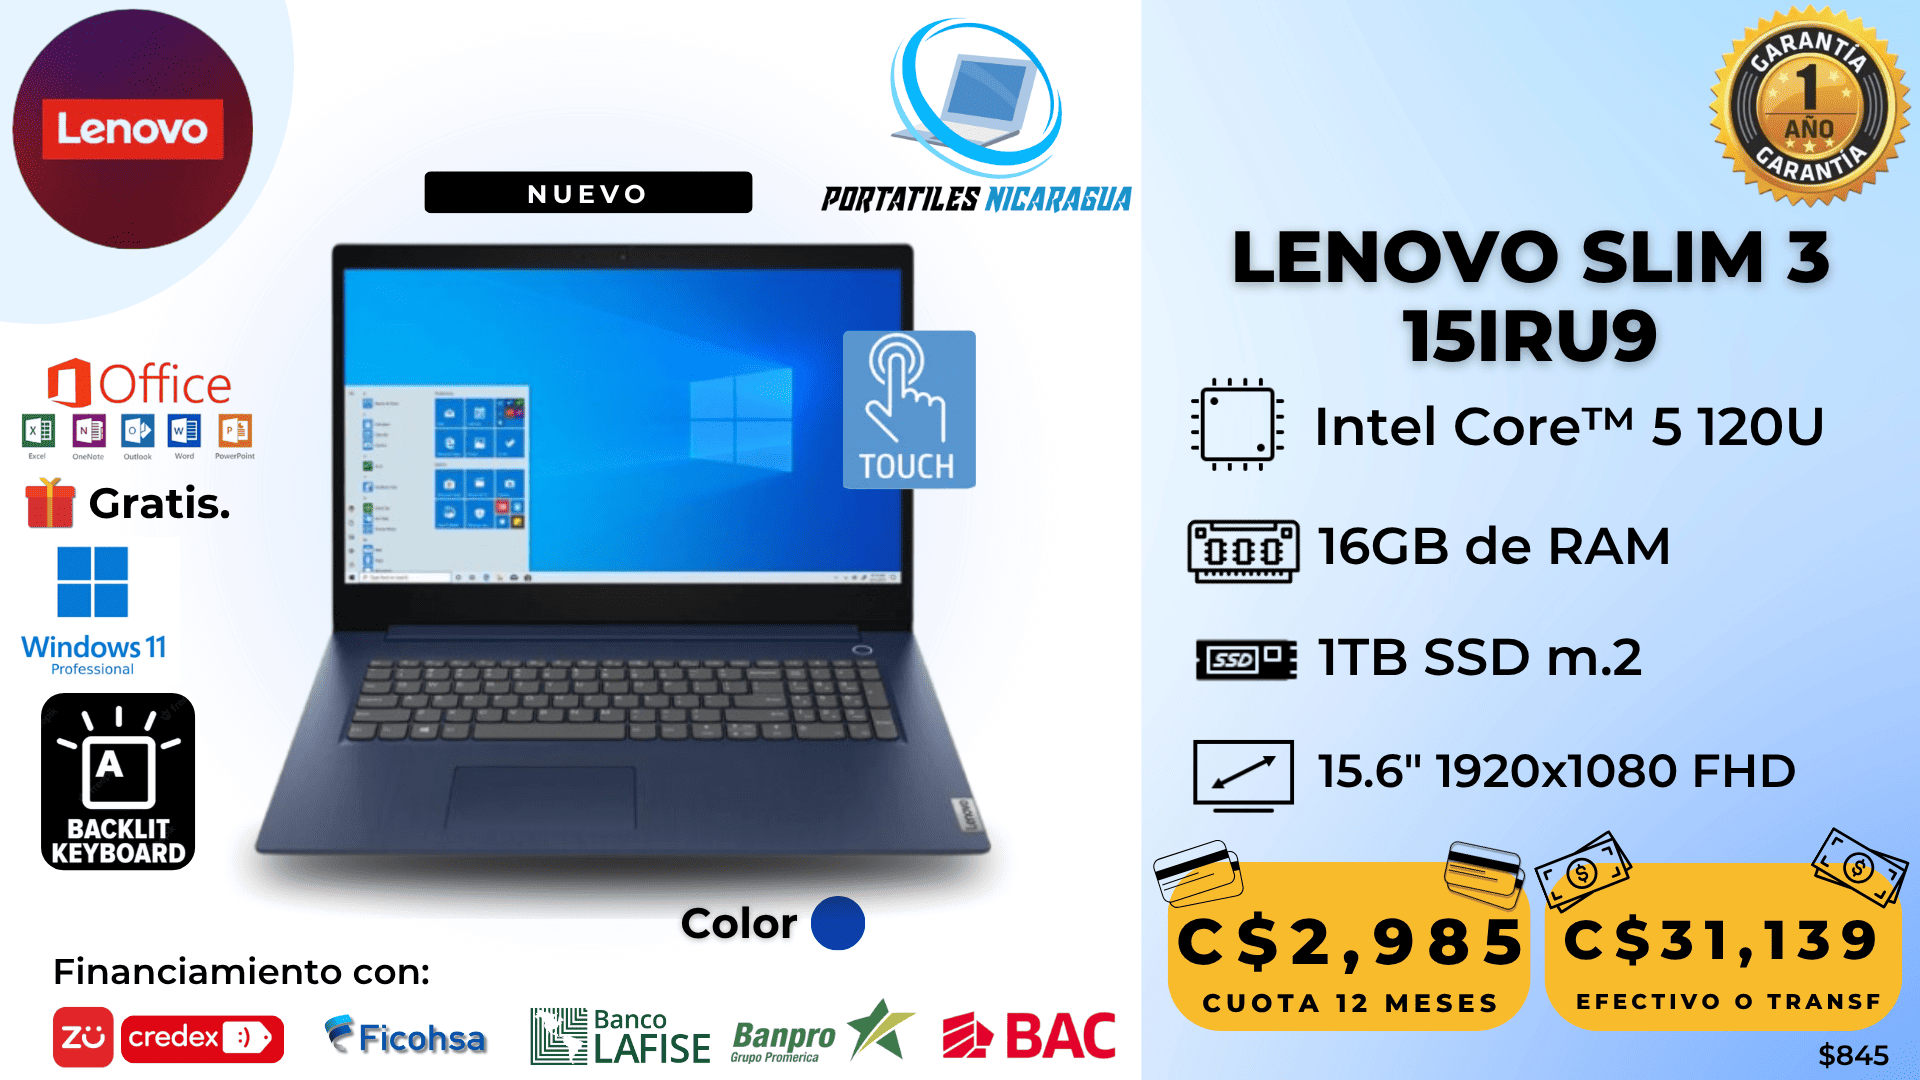 Lenovo
NUEVO
PORTATILES NICARAGUA
GARANTÍA
1
AÑO
GARANTÍA
LENOVO SLIM 3
15IRU9
Office
Excel
OneNote
Outlook
Word
PowerPoint
Gratis.
Windows 11
Professional
A
BACKLIT
KEYBOARD
TOUCH
Lenovo
Intel Core™ 5 120U
16GB de RAM
SSD
1TB SSD m.2
15.6" 1920x1080 FHD
Color
Financiamiento con:
zü
credex
Ficohsa
Banco
LAFISE
Banpro
Grupo Promerica
BAC
C$2,985
CUOTA 12 MESES
C$31,139
EFECTIVO O TRANSF
$845